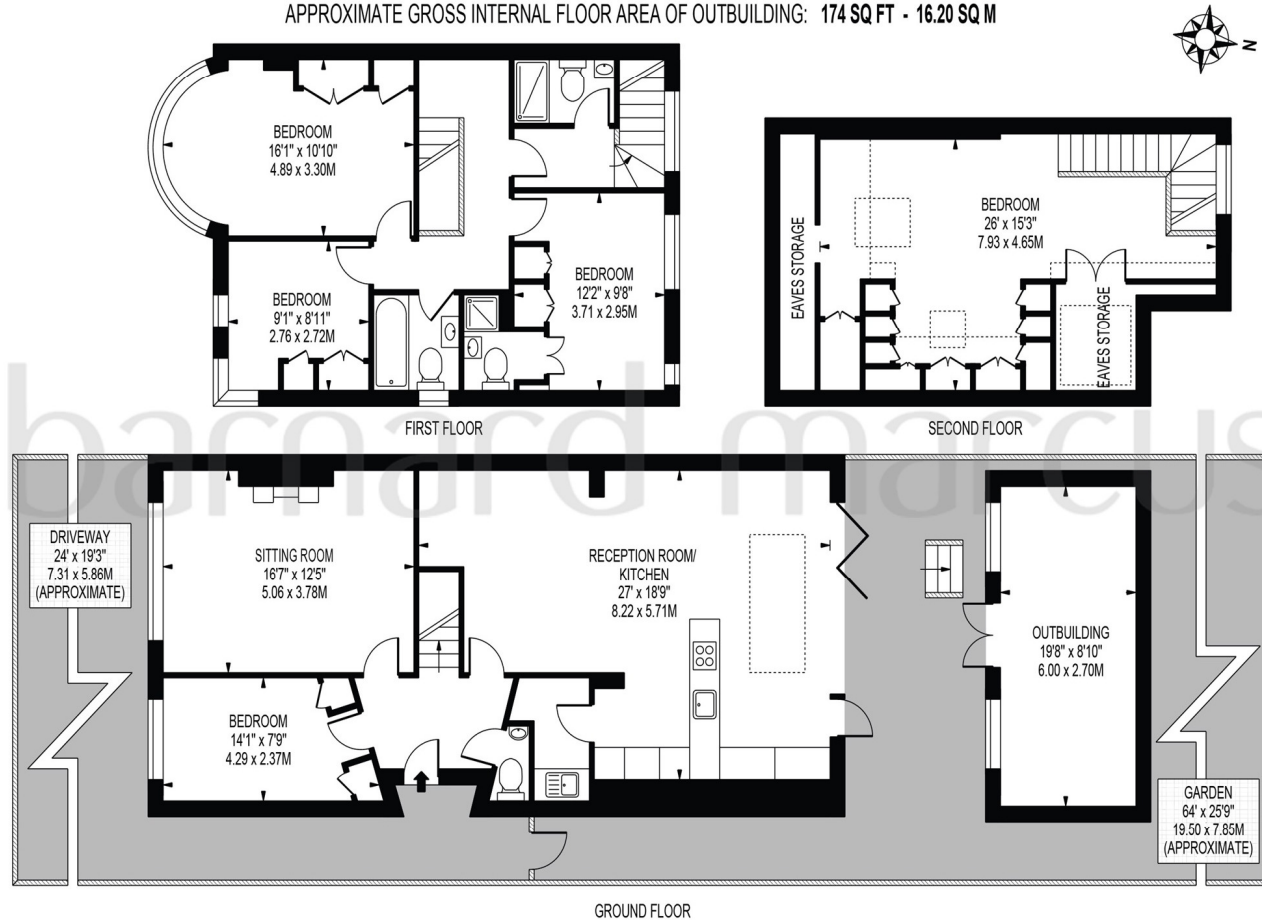 APPROXIMATE GROSS INTERNAL FLOOR AREA OF OUTBUILDING: 174 SQ FT - 16.20 SQ M
N
BEDROOM
16'1" x 10'10"
4.89 x 3.30M
BEDROOM
9'1" x 8'11"
2.76 x 2.72M
BEDROOM
12'2" x 9'8"
3.71 x 2.95M
FIRST FLOOR
EAVES STORAGE
BEDROOM
26' x 15'3"
7.93 x 4.65M
EAVES STORAGE
SECOND FLOOR
barnard marcus
DRIVEWAY
24' x 19'3"
7.31 x 5.86M
(APPROXIMATE)
SITTING ROOM
16'7" x 12'5"
5.06 x 3.78M
RECEPTION ROOM/
KITCHEN
27' x 18'9"
8.22 x 5.71M
BEDROOM
14'1" x 7'9"
4.29 x 2.37M
OUTBUILDING
19'8" x 8'10"
6.00 x 2.70M
GARDEN
64' x 25'9"
19.50 x 7.85M
(APPROXIMATE)
GROUND FLOOR